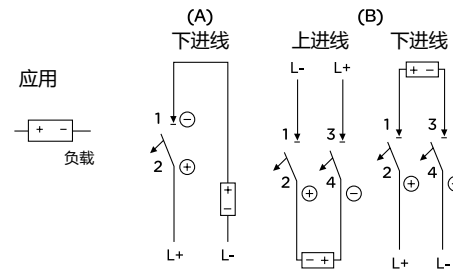 (A) (B)
下进线 上进线 下进线
L- L+
应用
+ -
1 ⊖ 1 3 1 3
+ -
负载
2 ⊕ 2 ⊕ 4 ⊖ 2 ⊕ 4
+
-
- +
L+ L- L+ L-